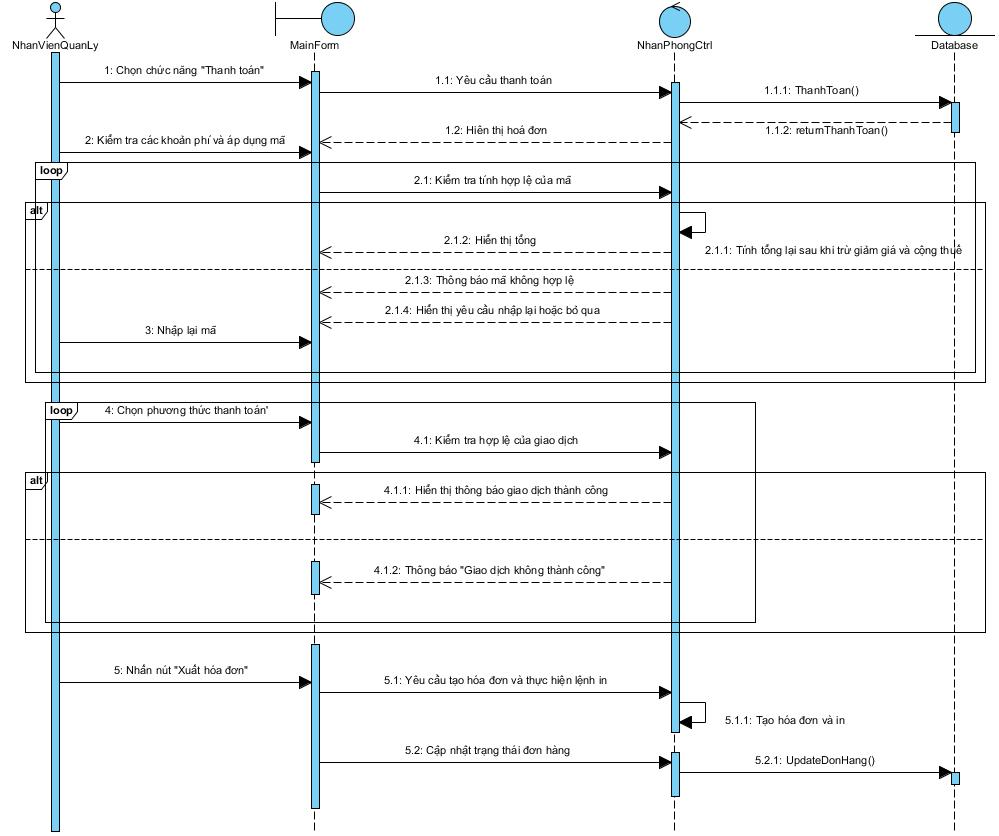 NhanVienQuanLy
MainForm
NhanPhongCtrl
Database
1: Chọn chức năng "Thanh toán"
1.1: Yêu cầu thanh toán
1.1.1: ThanhToan()
1.1.2: returnThanhToan()
1.2: Hiên thị hoá đơn
2: Kiểm tra các khoản phí và áp dụng mã
loop
2.1: Kiểm tra tính hợp lệ của mã
alt
2.1.1: Tính tổng lại sau khi trừ giảm giá và cộng thuế
2.1.2: Hiển thị tổng
2.1.3: Thông báo mã không hợp lệ
2.1.4: Hiển thị yêu cầu nhập lại hoặc bỏ qua
3: Nhập lại mã
loop
4: Chọn phương thức thanh toán'
4.1: Kiểm tra hợp lệ của giao dịch
alt
4.1.1: Hiển thị thông báo giao dịch thành công
4.1.2: Thông báo "Giao dịch không thành công"
5: Nhấn nút "Xuất hóa đơn"
5.1: Yêu cầu tạo hóa đơn và thực hiện lệnh in
5.1.1: Tạo hóa đơn và in
5.2: Cập nhật trạng thái đơn hàng
5.2.1: UpdateDonHang()